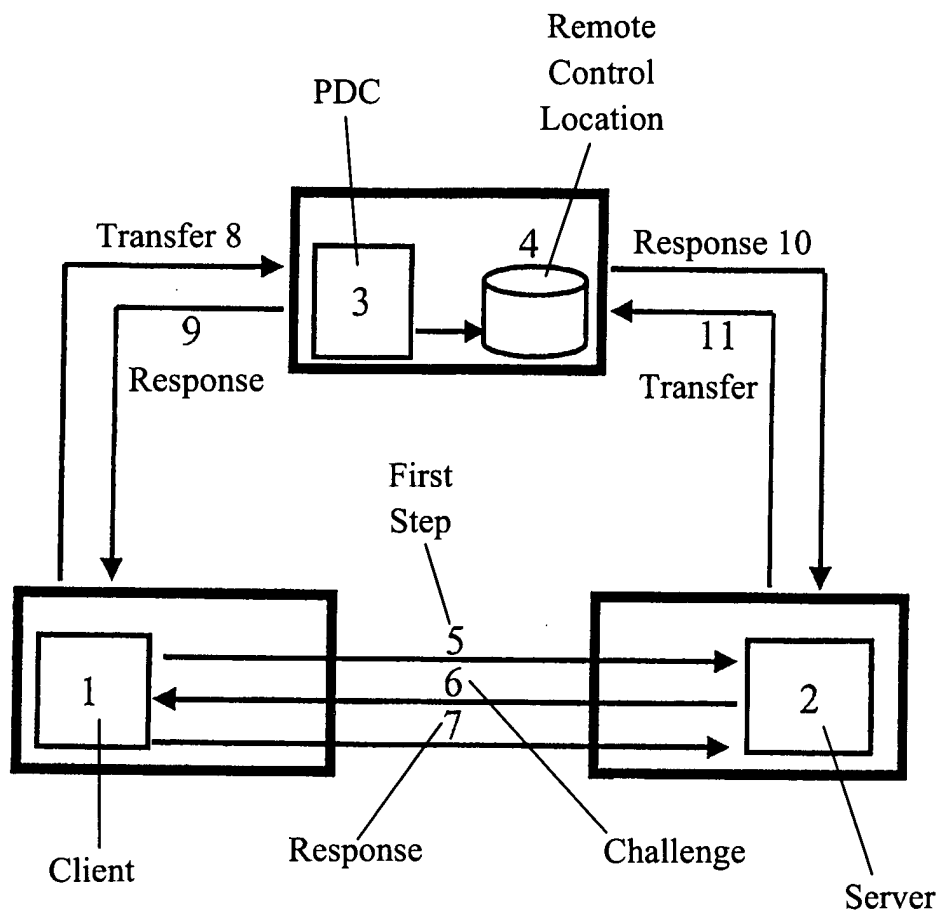 Remote
Control
Location
PDC
Transfer 8
4
Response 10
3
9
Response
11
Transfer
First
Step
5
6
7
1
2
Response
Challenge
Client
Server